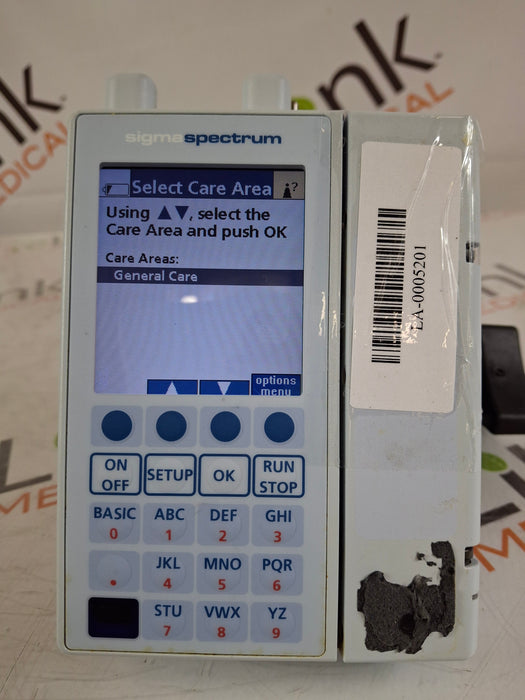 sigmaspectrum
Select Care Area
?
Using ▲▼, select the
Care Area and push OK
Care Areas:
General Care
options
menu
ON
OFF
SETUP
OK
RUN
STOP
BASIC
0
ABC
1
DEF
2
GHI
3
.
JKL
4
MNO
5
PQR
6
STU
7
VWX
8
YZ
9
EA-0005201